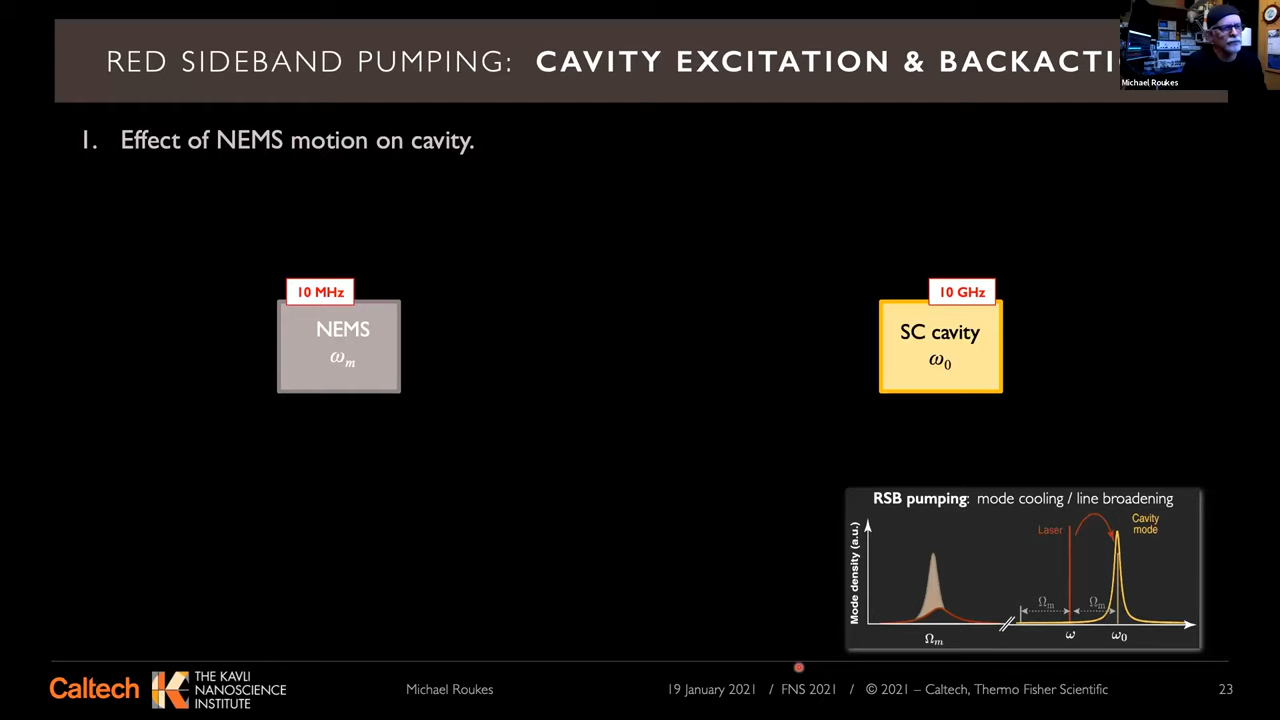 RED SIDEBAND PUMPING: CAVITY EXCITATION & BACKACTI
Michael Roukes
1. Effect of NEMS motion on cavity.
10 MHz
NEMS
ωm
10 GHz
SC cavity
ω0
RSB pumping: mode cooling / line broadening
Mode density (a.u.)
Laser
Cavity
mode
Ωm
Ωm
Ωm
ω
ω0
Caltech
THE KAVLI
NANOSCIENCE
INSTITUTE
Michael Roukes
19 January 2021 / FNS 2021 / © 2021 – Caltech, Thermo Fisher Scientific
23